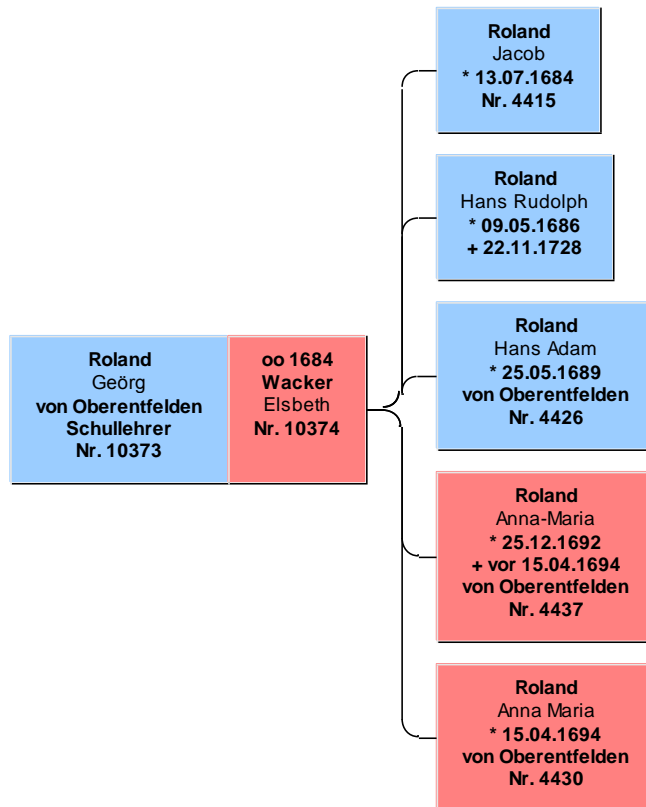 Roland
Geörg
von Oberentfelden
Schullehrer
Nr. 10373
oo 1684
Wacker
Elsbeth
Nr. 10374
Roland
Jacob
* 13.07.1684
Nr. 4415
Roland
Hans Rudolph
* 09.05.1686
+ 22.11.1728
Roland
Hans Adam
* 25.05.1689
von Oberentfelden
Nr. 4426
Roland
Anna-Maria
* 25.12.1692
+ vor 15.04.1694
von Oberentfelden
Nr. 4437
Roland
Anna Maria
* 15.04.1694
von Oberentfelden
Nr. 4430